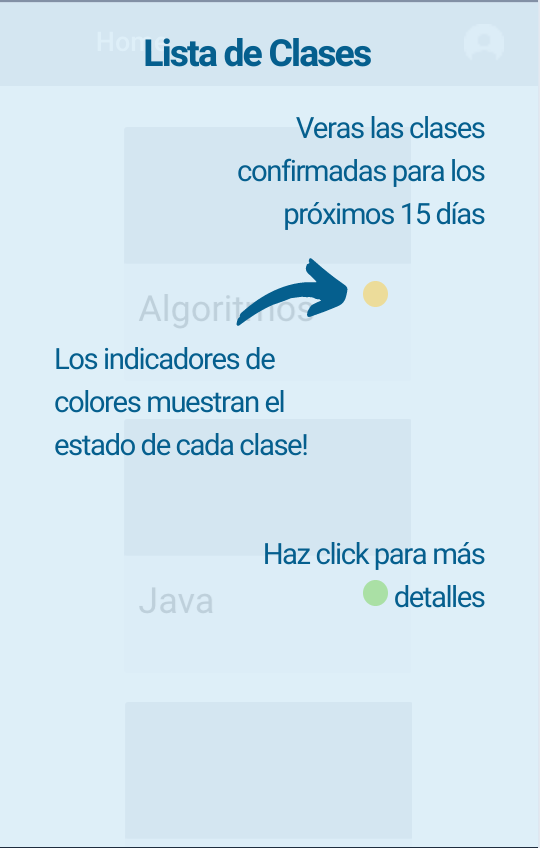 Home
Lista de Clases
Veras las clases
confirmadas para los
próximos 15 días
Algoritmos
Los indicadores de
colores muestran el
estado de cada clase!
Haz click para más
detalles
Java